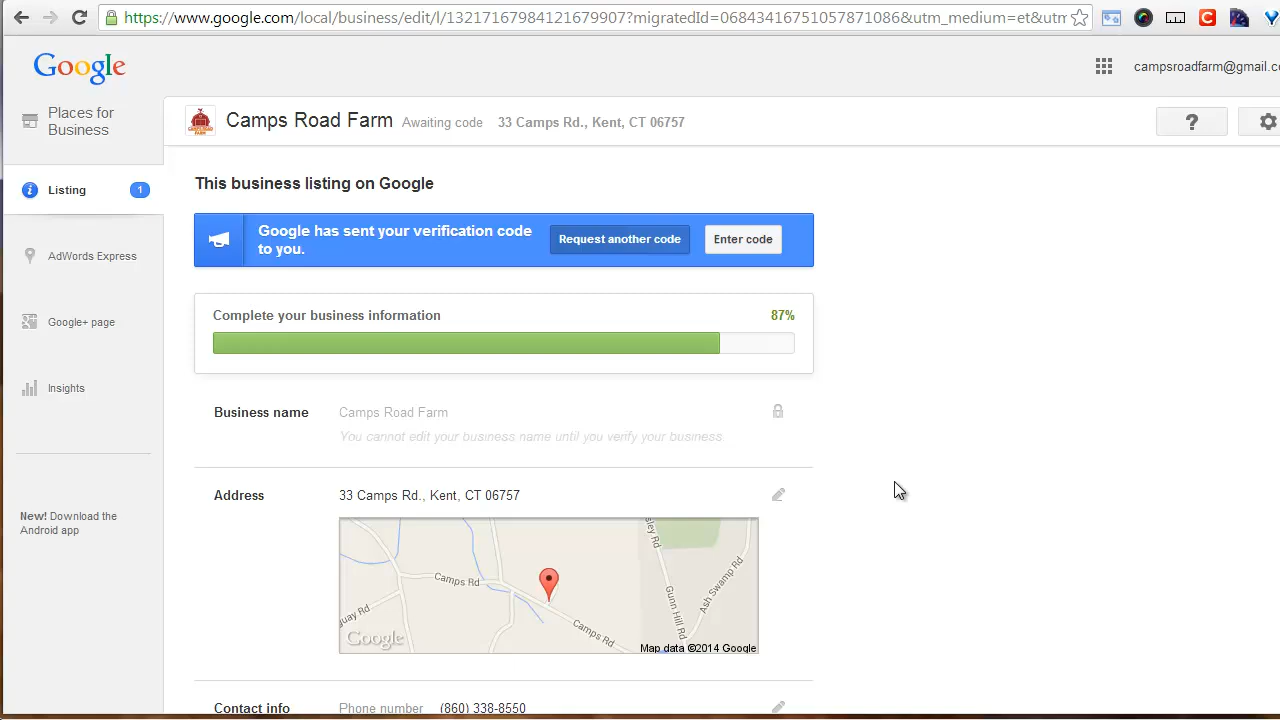 https://www.google.com/local/business/edit/l/13217167984121679907?migratedId=06843416751057871086&utm_medium=et&utm
Google
campsroadfarm@gmail.co
Places for
Business
Camps Road Farm Awaiting code 33 Camps Rd., Kent, CT 06757
?
Listing 1
This business listing on Google
Google has sent your verification code
to you.
Request another code
Enter code
AdWords Express
Complete your business information 87%
Google+ page
Insights
Business name Camps Road Farm
You cannot edit your business name until you verify your business.
Address 33 Camps Rd., Kent, CT 06757
New! Download the
Android app
sley Rd
Camps Rd
Ash Swamp Rd
Gunn Hill Rd
guay Rd
Camps Rd
Google
Map data ©2014 Google
Contact info Phone number (860) 338-8550